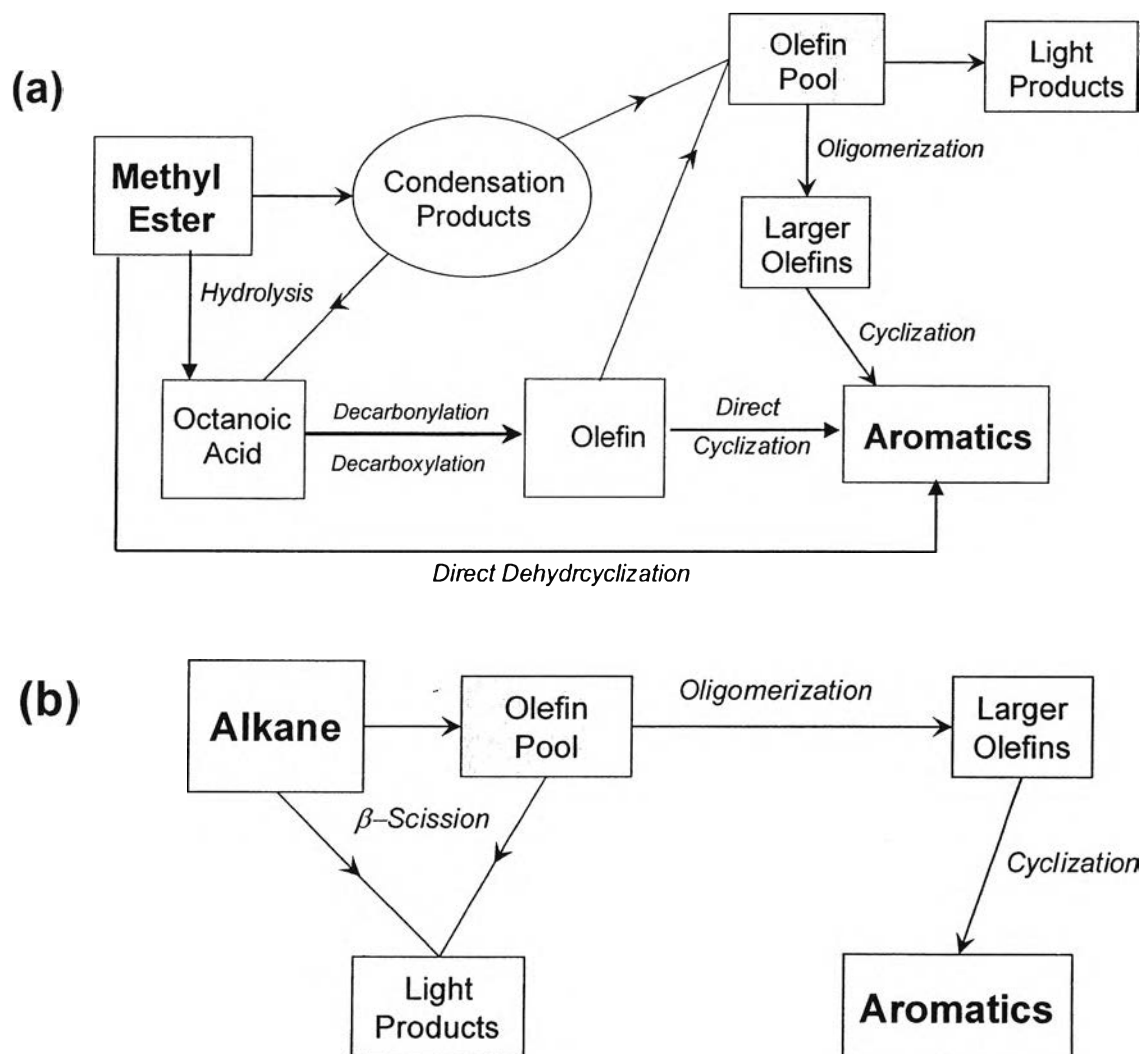 (a)
Olefin
Pool
Light
Products
Oligomerization
Methyl
Ester
Condensation
Products
Larger
Olefins
Hydrolysis
Cyclization
Octanoic
Acid
Decarbonylation
Decarboxylation
Olefin
Direct
Cyclization
Aromatics
Direct Dehydrcyclization
(b)
Alkane
Olefin
Pool
Oligomerization
Larger
Olefins
β–Scission
Cyclization
Light
Products
Aromatics